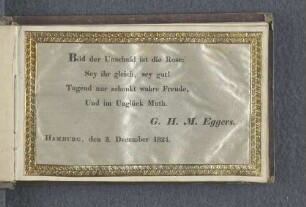 Bild der Unschuld ist die Rose:
Sey ihr gleich, sey gut!
Tugend nur schenkt wahre Freude,
Und im Unglück Muth.
G. H. M. Eggers.
HAMBURG, den 3. December 1824.